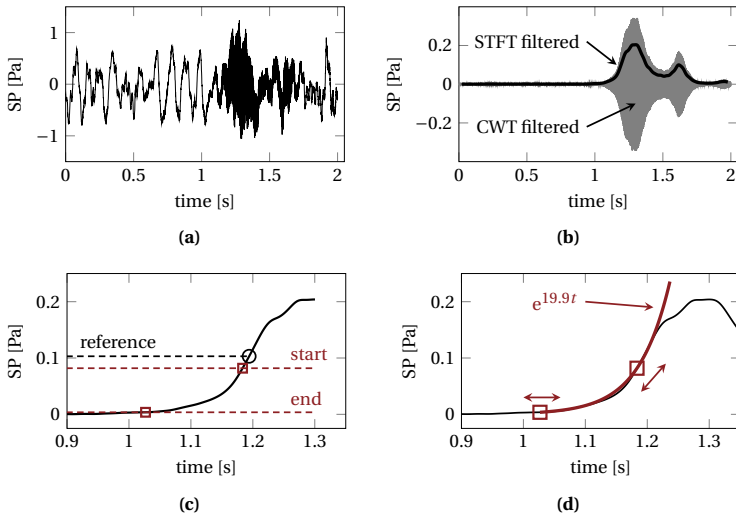 1
0
−1
SP [Pa]
0 0.5 1 1.5 2
time [s]
(a)
0.2
0
−0.2
SP [Pa]
STFT filtered
CWT filtered
0 0.5 1 1.5 2
time [s]
(b)
0.2
0.1
0
SP [Pa]
reference
start
end
0.9 1 1.1 1.2 1.3
time [s]
(c)
0.2
0.1
0
SP [Pa]
e^19.9t
0.9 1 1.1 1.2 1.3
time [s]
(d)